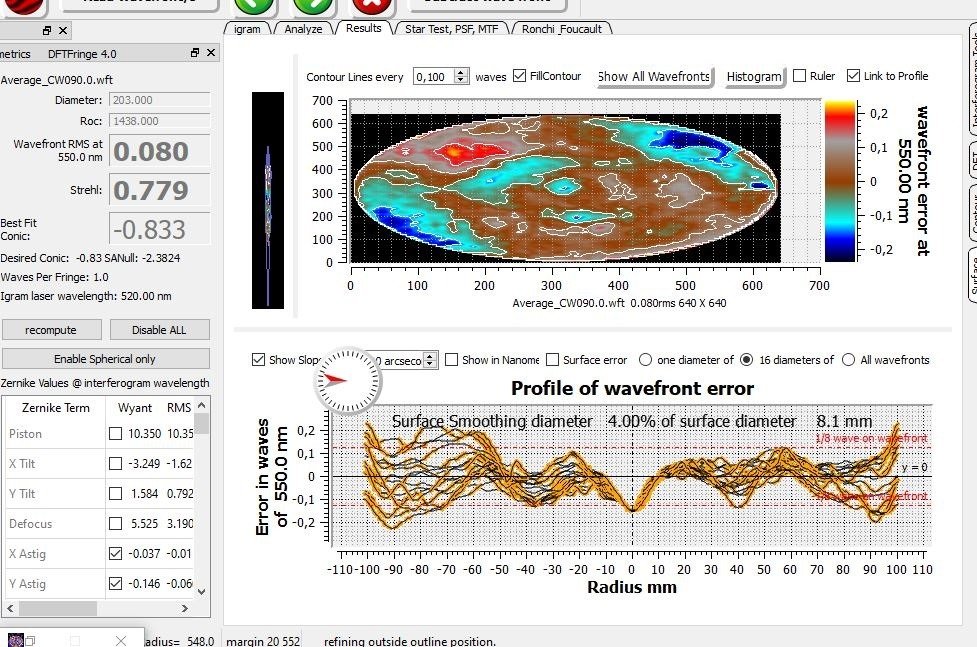 igram Analyze Results Star Test, PSF, MTF Ronchi_Foucault
metrics DFTFringe 4.0
Average_CW090.0.wft
Diameter: 203.000
Roc: 1438.000
Wavefront RMS at
550.0 nm
0.080
Strehl: 0.779
Best Fit
Conic:
-0.833
Desired Conic: -0.83 SANull: -2.3824
Waves Per Fringe: 1.0
Igram laser wavelength: 520.00 nm
recompute Disable ALL
Enable Spherical only
Zernike Values @ interferogram wavelength
Zernike Term Wyant RMS
Piston 10.350 10.35
X Tilt -3.249 -1.62
Y Tilt 1.584 0.792
Defocus 5.525 3.190
X Astig -0.037 -0.01
Y Astig -0.146 -0.06
Contour Lines every 0,100 waves FillContour Show All Wavefronts Histogram Ruler Link to Profile
700
600
500
400
300
200
100
0
0 100 200 300 400 500 600 700
Average_CW090.0.wft 0.080rms 640 X 640
0,2
0,1
0
-0,1
-0,2
wavefront error at
550.00 nm
Show Slop 0 arcseco Show in Nanome Surface error one diameter of 16 diameters of All wavefronts
Profile of wavefront error
Surface Smoothing diameter 4.00% of surface diameter 8.1 mm
1/8 wave on wavefront
y = 0
Error in waves
of 550.0 nm
0,2
0,1
0
-0,1
-0,2
-110 -100 -90 -80 -70 -60 -50 -40 -30 -20 -10 0 10 20 30 40 50 60 70 80 90 100 110
Radius mm
Interferogram Tools
DFT
Surface
adius= 548.0 margin 20 552 refining outside outline position.